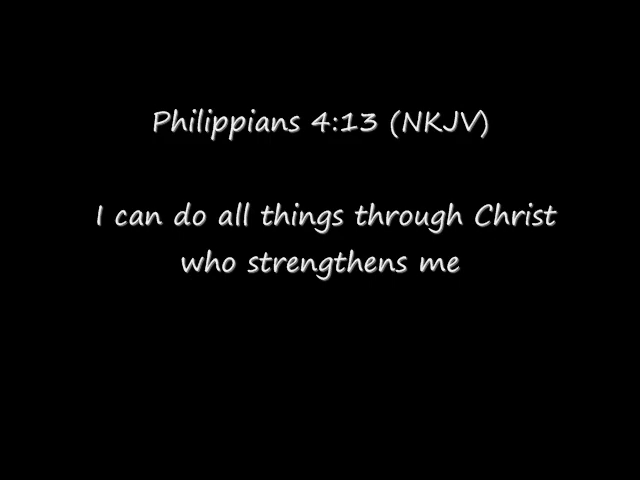 Philippians 4:13 (NKJV)
I can do all things through Christ
who strengthens me